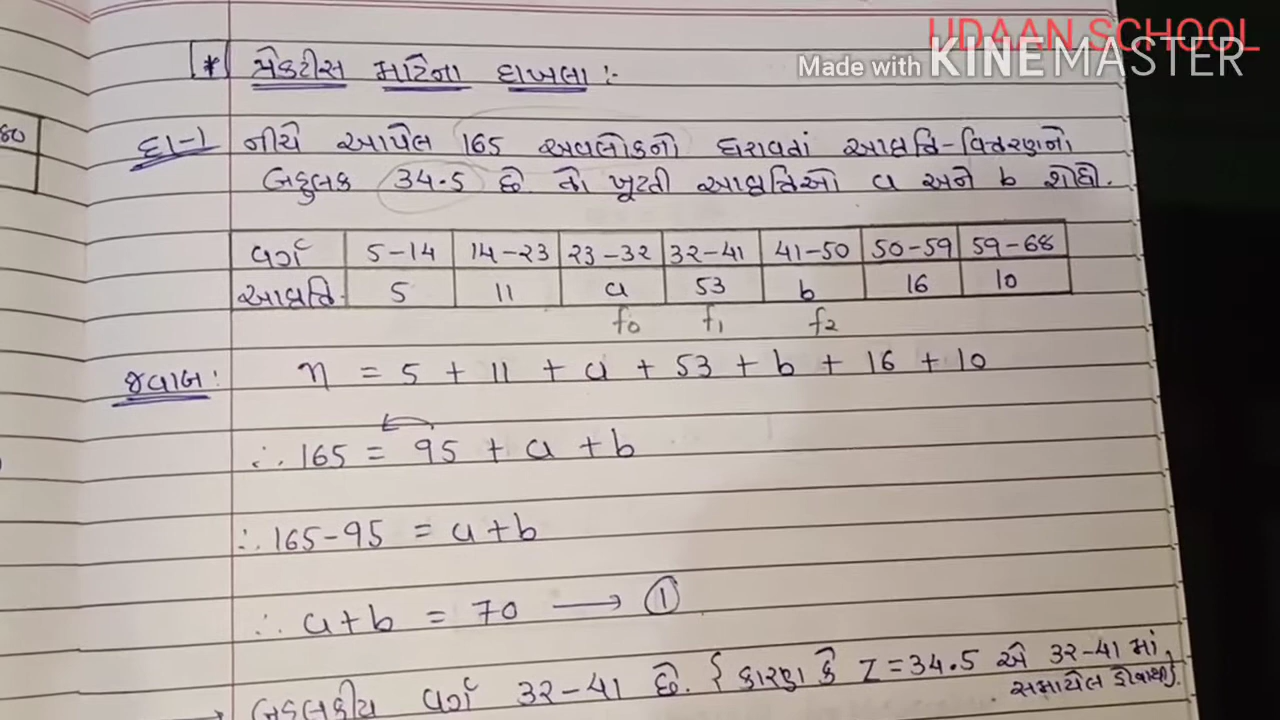 UDAAN SCHOOL
Made with KINEMASTER
* પ્રેકટીસ માટેના દાખલા :-
૪૦
દા-૧ નીચે આપેલ 165 અવલોકનો ધરાવતાં આવૃત્તિ-વિતરણનો
બહુલક 34.5 છે તો ખૂટતી આવૃત્તિઓ a અને b શોધો.
વર્ગ 5-14 14-23 23-32 32-41 41-50 50-59 59-68
આવૃત્તિ 5 11 a 53 b 16 10
f0 f1 f2
જવાબ: n = 5 + 11 + a + 53 + b + 16 + 10
∴ 165 = 95 + a + b
∴ 165-95 = a+b
∴ a+b = 70 → ①
→ બહુલકીય વર્ગ 32-41 છે. { કારણ કે Z = 34.5 એ 32-41 માં
સમાયેલ હોવાથી}.